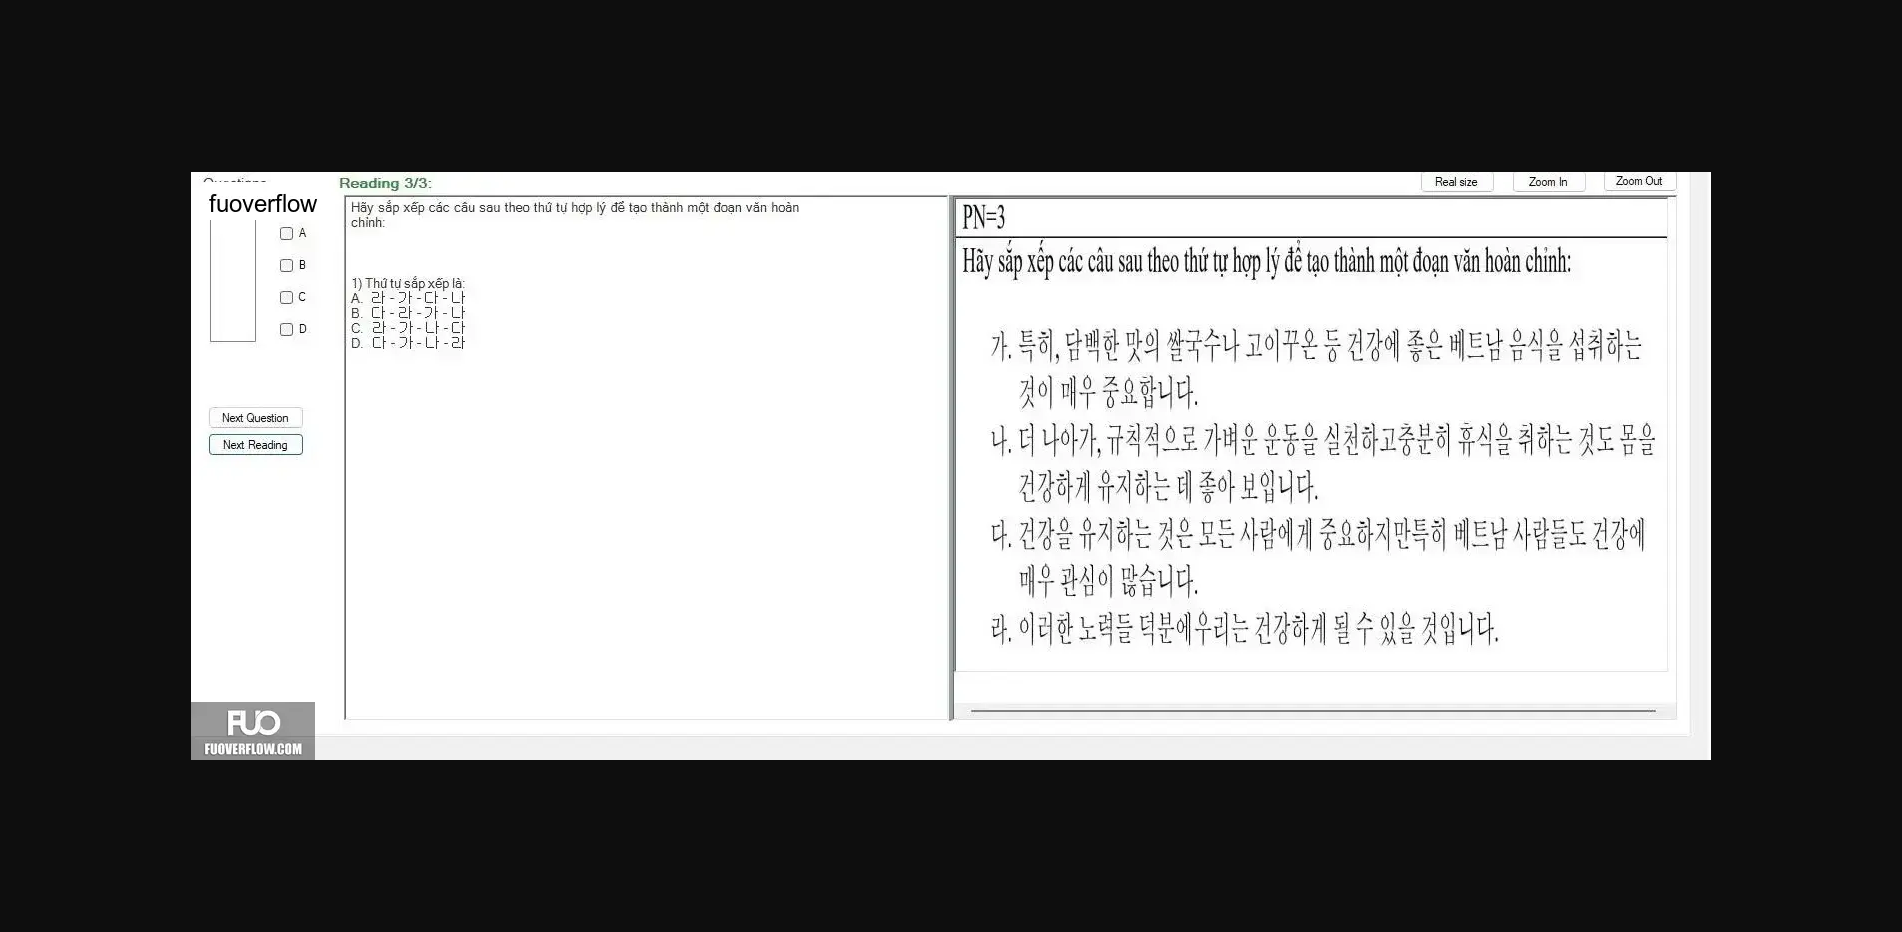 Reading 3/3:
Real size
Zoom In
Zoom Out
fuoverflow
A
B
C
D
Next Question
Next Reading
Hãy sắp xếp các câu sau theo thứ tự hợp lý để tạo thành một đoạn văn hoàn
chỉnh:
1) Thứ tự sắp xếp là:
A. 라 - 가 - 다 - 나
B. 다 - 라 - 가 - 나
C. 라 - 가 - 나 - 다
D. 다 - 가 - 나 - 라
PN=3
Hãy sắp xếp các câu sau theo thứ tự hợp lý để tạo thành một đoạn văn hoàn chỉnh:
가. 특히, 담백한 맛의 쌀국수나 고이꾸온 등 건강에 좋은 베트남 음식을 섭취하는
것이 매우 중요합니다.
나. 더 나아가, 규칙적으로 가벼운 운동을 실천하고충분히 휴식을 취하는 것도 몸을
건강하게 유지하는 데 좋아 보입니다.
다. 건강을 유지하는 것은 모든 사람에게 중요하지만특히 베트남 사람들도 건강에
매우 관심이 많습니다.
라. 이러한 노력들 덕분에우리는 건강하게 될 수 있을 것입니다.
FUO
FUOVERFLOW.COM